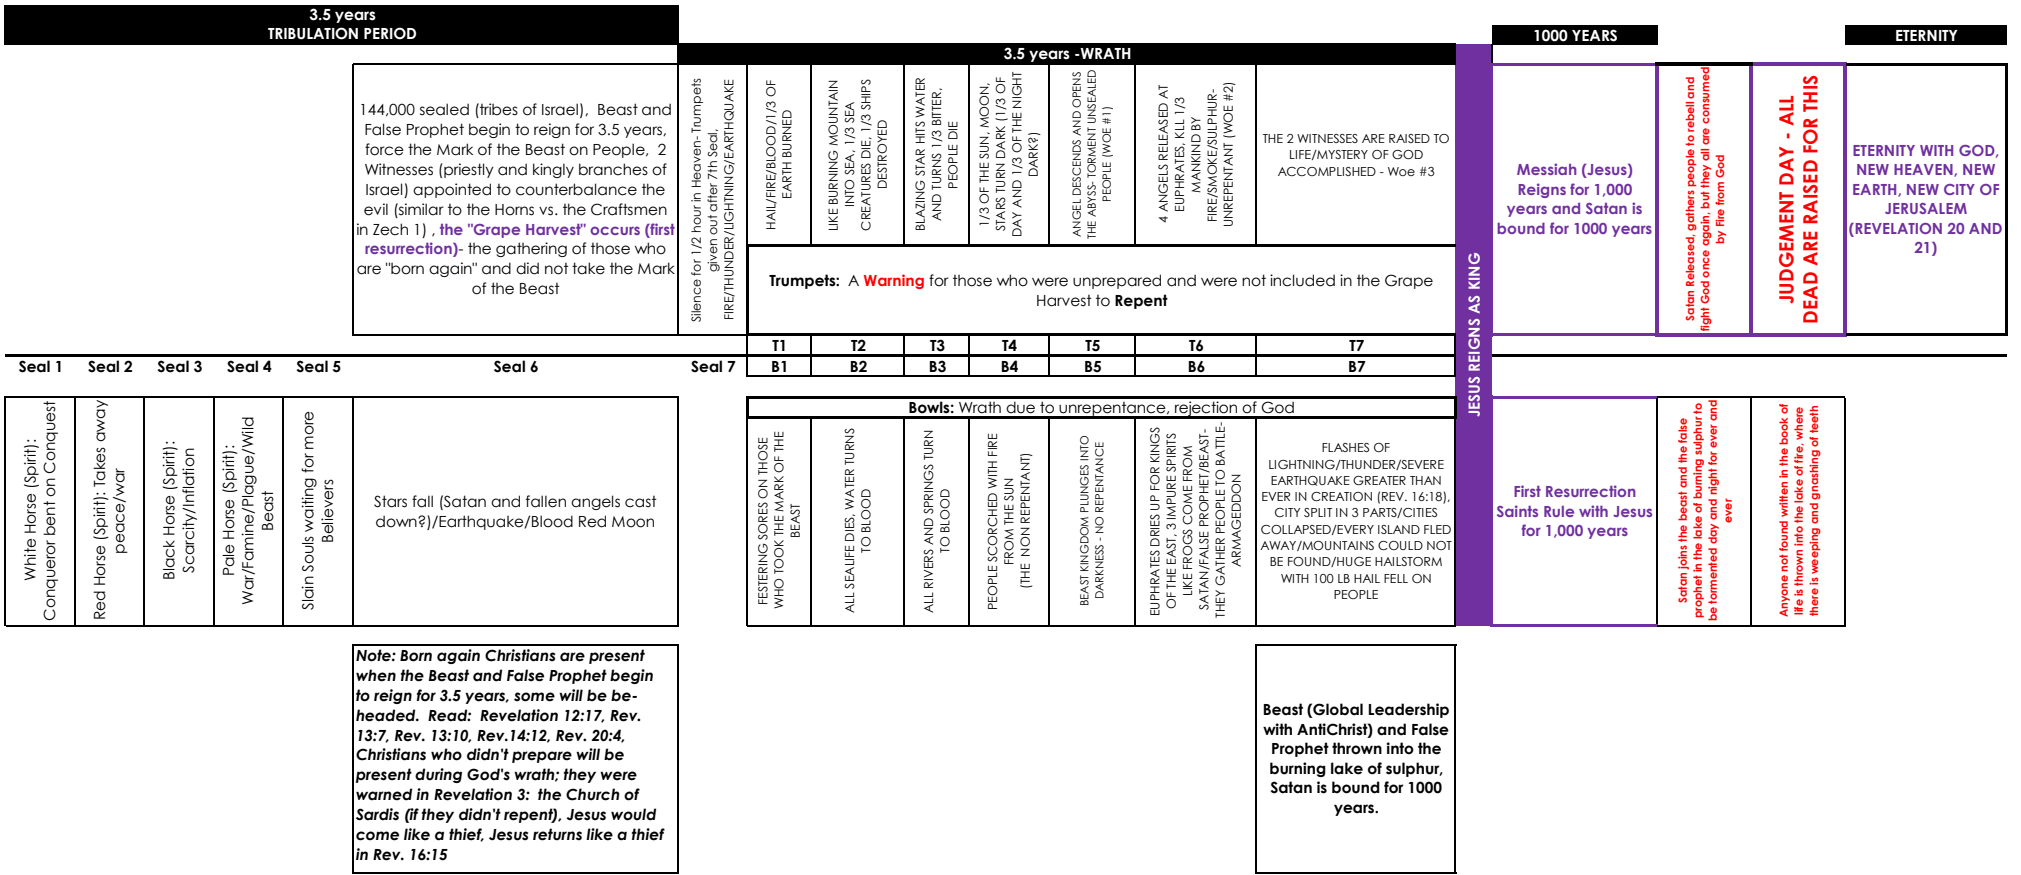 3.5 years
TRIBULATION PERIOD
1000 YEARS
ETERNITY
3.5 years -WRATH
144,000 sealed (tribes of Israel),  Beast and
False Prophet begin to reign for 3.5 years,
force the Mark of the Beast on People,  2
Witnesses (priestly and kingly branches of
Israel) appointed to counterbalance the
evil (similar to the Horns vs. the Craftsmen
in Zech 1) , the "Grape Harvest" occurs (first
resurrection)- the gathering of those who
are "born again" and did not take the Mark
of the Beast
Silence for 1/2 hour in Heaven- Trumpets
given out after 7th Seal,
FIRE/THUNDER/LIGHTNING/EARTHQUAKE
HAIL/FIRE/BLOOD/1/3 OF
EARTH BURNED
LIKE BURNING MOUNTAIN
INTO SEA, 1/3 SEA
CREATURES DIE, 1/3 SHIPS
DESTROYED
BLAZING STAR HITS WATER
AND TURNS 1/3 BITTER,
PEOPLE DIE
1/3 OF THE SUN, MOON,
STARS TURN DARK (1/3 OF
DAY AND 1/3 OF THE NIGHT
DARK?)
ANGEL DESCENDS AND OPENS
THE ABYSS- TORMENT UNSEALED
PEOPLE (WOE #1)
4 ANGELS RELEASED AT
EUPHRATES, KLL 1/3
MANKIND BY
FIRE/SMOKE/SULPHUR-
UNREPENTANT (WOE #2)
THE 2 WITNESSES ARE RAISED TO
LIFE/MYSTERY OF GOD
ACCOMPLISHED - Woe #3
Trumpets:  A Warning for those who were unprepared and were not included in the Grape
Harvest to Repent
JESUS REIGNS AS KING
Messiah (Jesus)
Reigns for 1,000
years and Satan is
bound for 1000 years
Satan Released, gathers people to rebell and
fight God once again, but they all are consumed
by Fire from God
JUDGEMENT DAY - ALL
DEAD ARE RAISED FOR THIS
ETERNITY WITH GOD,
NEW HEAVEN, NEW
EARTH, NEW CITY OF
JERUSALEM
(REVELATION 20 AND
21)
T1 T2 T3 T4 T5 T6 T7
Seal 1 Seal 2 Seal 3 Seal 4 Seal 5 Seal 6 Seal 7 B1 B2 B3 B4 B5 B6 B7
White Horse (Spirit):
Conqueror bent on Conquest
Red Horse (Spirit): Takes away
peace/war
Black Horse (Spirit):
Scarcity/Inflation
Pale Horse (Spirit):
War/Famine/Plague/Wild
Beast
Slain Souls waiting for more
Believers
Stars fall (Satan and fallen angels cast
down?)/Earthquake/Blood Red Moon
Bowls: Wrath due to unrepentance, rejection of God
FESTERING SORES ON THOSE
WHO TOOK THE MARK OF THE
BEAST
ALL SEALIFE DIES, WATER TURNS
TO BLOOD
ALL RIVERS AND SPRINGS TURN
TO BLOOD
PEOPLE SCORCHED WITH FIRE
FROM THE SUN
(THE  NON REPENTANT)
BEAST KINGDOM PLUNGES INTO
DARKNESS - NO REPENTANCE
EUPHRATES DRIES UP FOR KINGS
OF THE EAST, 3 IMPURE SPIRITS
LIKE FROGS COME FROM
SATAN/FALSE PROPHET/BEAST-
THEY GATHER PEOPLE TO BATTLE-
ARMAGEDDON
FLASHES OF
LIGHTNING/THUNDER/SEVERE
EARTHQUAKE GREATER THAN
EVER IN CREATION (REV. 16:18),
CITY SPLIT IN 3 PARTS/CITIES
COLLAPSED/EVERY ISLAND FLED
AWAY/MOUNTAINS COULD NOT
BE FOUND/HUGE HAILSTORM
WITH 100 LB HAIL FELL ON
PEOPLE
First Resurrection
Saints Rule with Jesus
for 1,000 years
Satan joins the beast and the false
prophet in the lake of burning sulphur to
be tormented day and night for ever and
ever
Anyone not found written in the book of
life is thrown into the lake of fire, where
there is weeping and gnashing of teeth
Note: Born again Christians are present
when the Beast and False Prophet begin
to reign for 3.5 years, some will be be-
headed.  Read:  Revelation 12:17, Rev.
13:7, Rev. 13:10, Rev.14:12, Rev. 20:4,
Christians who didn't prepare will be
present during God's wrath; they were
warned in Revelation 3:  the Church of
Sardis (if they didn't repent), Jesus would
come like a thief, Jesus returns like a thief
in Rev. 16:15
Beast (Global Leadership
with AntiChrist) and False
Prophet thrown into the
burning lake of sulphur,
Satan is bound for 1000
years.